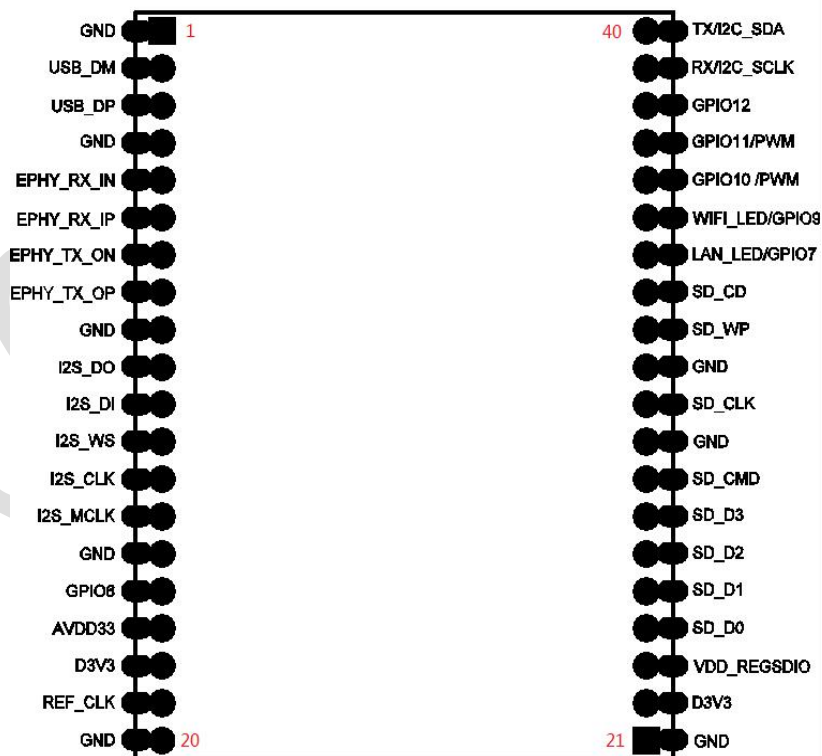 GND 1 40 TX/I2C_SDA
USB_DM RX/I2C_SCLK
USB_DP GPIO12
GND GPIO11/PWM
EPHY_RX_IN GPIO10 /PWM
EPHY_RX_IP WIFI_LED/GPIO9
EPHY_TX_ON LAN_LED/GPIO7
EPHY_TX_OP SD_CD
GND SD_WP
I2S_DO GND
I2S_DI SD_CLK
I2S_WS GND
I2S_CLK SD_CMD
I2S_MCLK SD_D3
GND SD_D2
GPIO6 SD_D1
AVDD33 SD_D0
D3V3 VDD_REGSDIO
REF_CLK D3V3
GND 20 21 GND